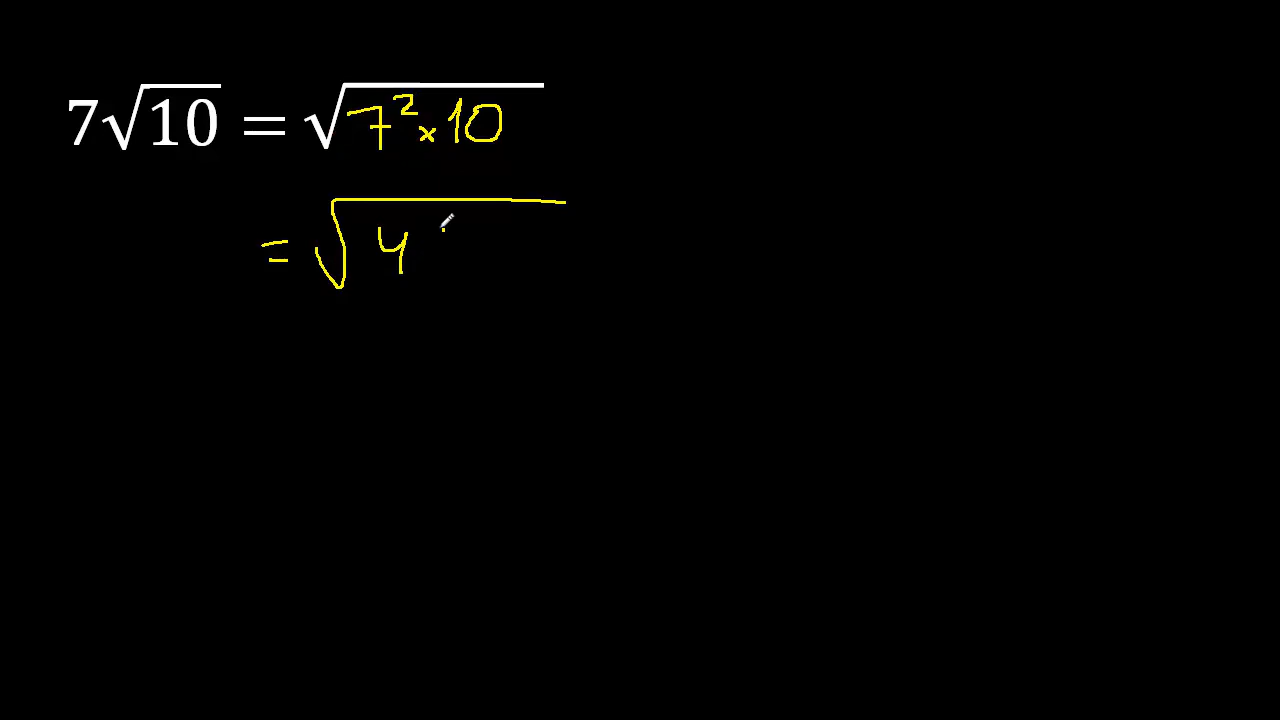 7√10 = √7²×10
= √4